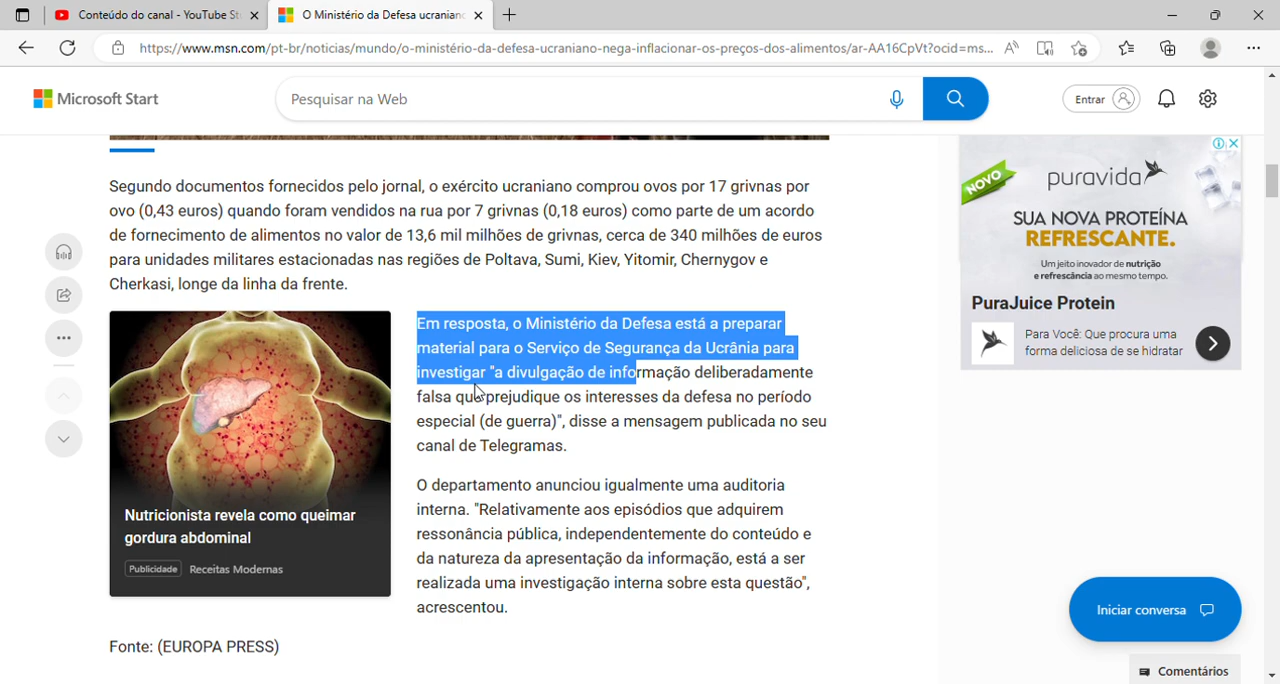 Conteúdo do canal - YouTube St
O Ministério da Defesa ucranian
https://www.msn.com/pt-br/noticias/mundo/o-ministério-da-defesa-ucraniano-nega-inflacionar-os-preços-dos-alimentos/ar-AA16CpVt?ocid=ms...
Microsoft Start
Pesquisar na Web
Entrar
Segundo documentos fornecidos pelo jornal, o exército ucraniano comprou ovos por 17 grivnas por
ovo (0,43 euros) quando foram vendidos na rua por 7 grivnas (0,18 euros) como parte de um acordo
de fornecimento de alimentos no valor de 13,6 mil milhões de grivnas, cerca de 340 milhões de euros
para unidades militares estacionadas nas regiões de Poltava, Sumi, Kiev, Yitomir, Chernygov e
Cherkasi, longe da linha da frente.
Em resposta, o Ministério da Defesa está a preparar
material para o Serviço de Segurança da Ucrânia para
investigar "a divulgação de informação deliberadamente
falsa que prejudique os interesses da defesa no período
especial (de guerra)", disse a mensagem publicada no seu
canal de Telegramas.
O departamento anunciou igualmente uma auditoria
interna. "Relativamente aos episódios que adquirem
ressonância pública, independentemente do conteúdo e
da natureza da apresentação da informação, está a ser
realizada uma investigação interna sobre esta questão",
acrescentou.
Nutricionista revela como queimar
gordura abdominal
Publicidade Receitas Modernas
Fonte: (EUROPA PRESS)
NOVO
puravida
SUA NOVA PROTEÍNA
REFRESCANTE.
Um jeito inovador de nutrição
e refrescância ao mesmo tempo.
PuraJuice Protein
Para Você: Que procura uma
forma deliciosa de se hidratar
Iniciar conversa
Comentários